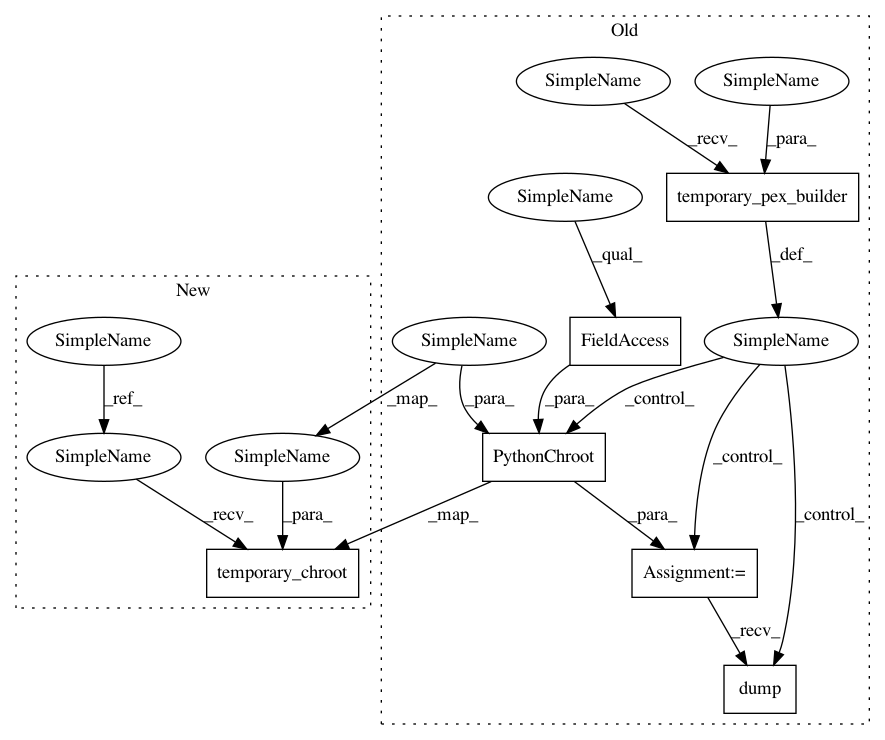 Old
SimpleName
SimpleName
_recv_
_para_
SimpleName
temporary_pex_builder
_qual_
_def_
New
SimpleName
SimpleName
FieldAccess
SimpleName
_ref_
_map_
_para_
_para_
_control_
SimpleName
SimpleName
PythonChroot
_control_
_recv_
_para_
_map_
_para_
_control_
temporary_chroot
Assignment:=
_recv_
dump